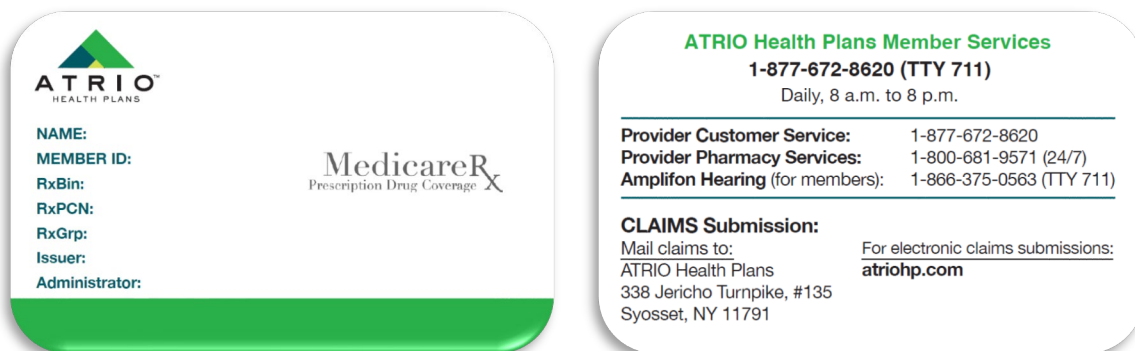 ATRIO™
HEALTH PLANS
NAME:
MEMBER ID:
RxBin:
RxPCN:
RxGrp:
Issuer:
Administrator:
MedicareRx
Prescription Drug Coverage
ATRIO Health Plans Member Services
1-877-672-8620 (TTY 711)
Daily, 8 a.m. to 8 p.m.
Provider Customer Service: 1-877-672-8620
Provider Pharmacy Services: 1-800-681-9571 (24/7)
Amplifon Hearing (for members): 1-866-375-0563 (TTY 711)
CLAIMS Submission:
Mail claims to:
ATRIO Health Plans
338 Jericho Turnpike, #135
Syosset, NY 11791
For electronic claims submissions:
atriohp.com